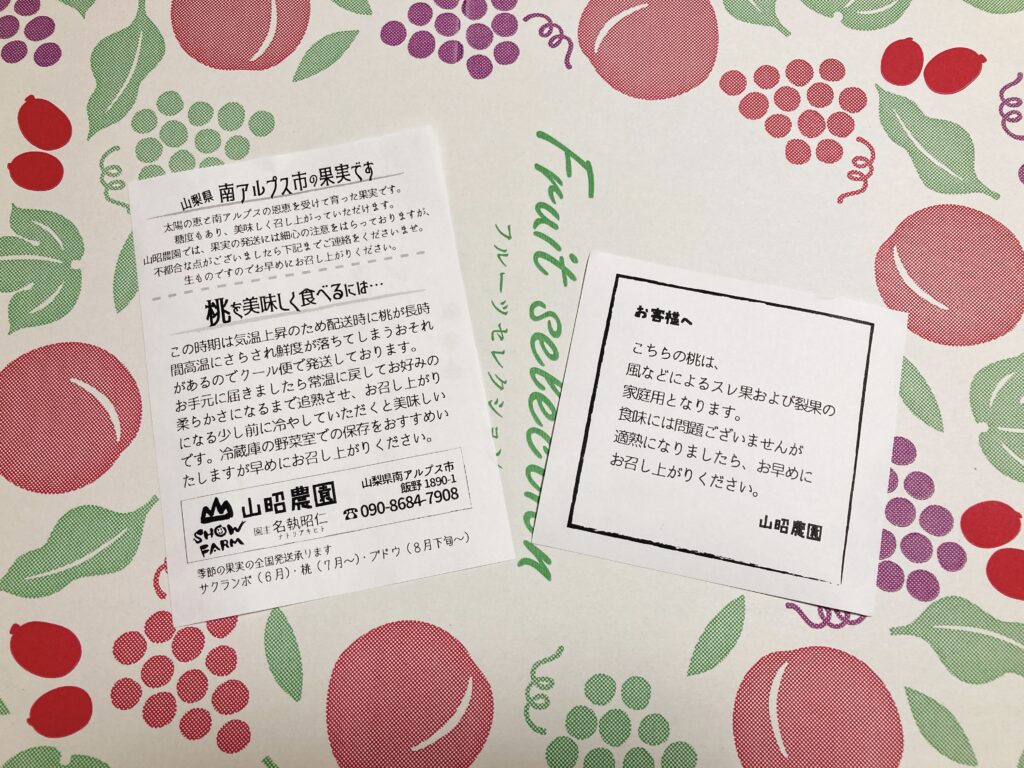 山梨県 南アルプス市の果実です
太陽の恵と南アルプスの恩恵を受けて育った果実です。
糖度もあり、美味しく召し上がっていただけます。
山昭農園では、果実の発送には細心の注意をはらっておりますが、
不都合な点がございましたら下記までご連絡をくださいませ。
生ものですのでお早めにお召し上がりください。
桃を美味しく食べるには…
この時期は気温上昇のため配送時に桃が長時
間高温にさらされ鮮度が落ちてしまうおそれ
があるのでクール便で発送しております。
お手元に届きましたら常温に戻してお好みの
柔らかさになるまで追熟させ、お召し上がり
になる少し前に冷やしていただくと美味しい
です。冷蔵庫の野菜室での保存をおすすめい
たしますが早めにお召し上がりください。
SHOW
FARM
山昭農園
園主 名執昭仁
ナトリアキヒト
山梨県南アルプス市
飯野 1890-1
☎090-8684-7908
季節の果実の全国発送承ります
サクランボ（6月）・桃（7月〜）・ブドウ（8月下旬〜）
Fruit selection
フルーツセレクション
お客様へ
こちらの桃は、
風などによるスレ果および裂果の
家庭用となります。
食味には問題ございませんが
適熟になりましたら、お早めに
お召し上がりください。
山昭農園